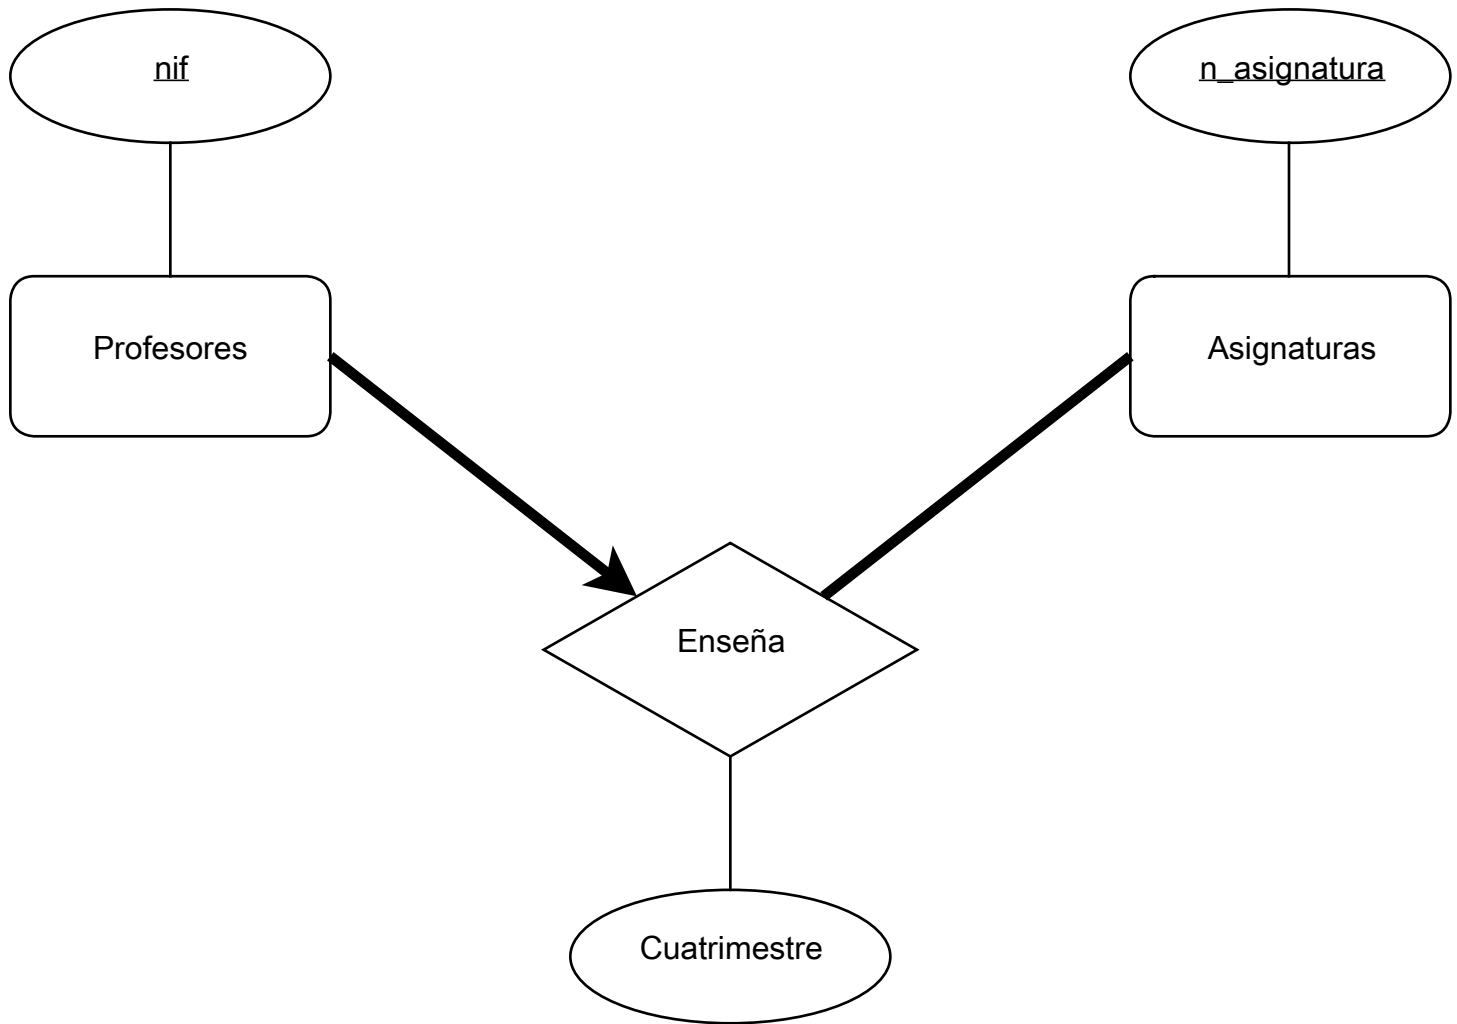 nif
n_asignatura
Profesores
Asignaturas
Enseña
Cuatrimestre